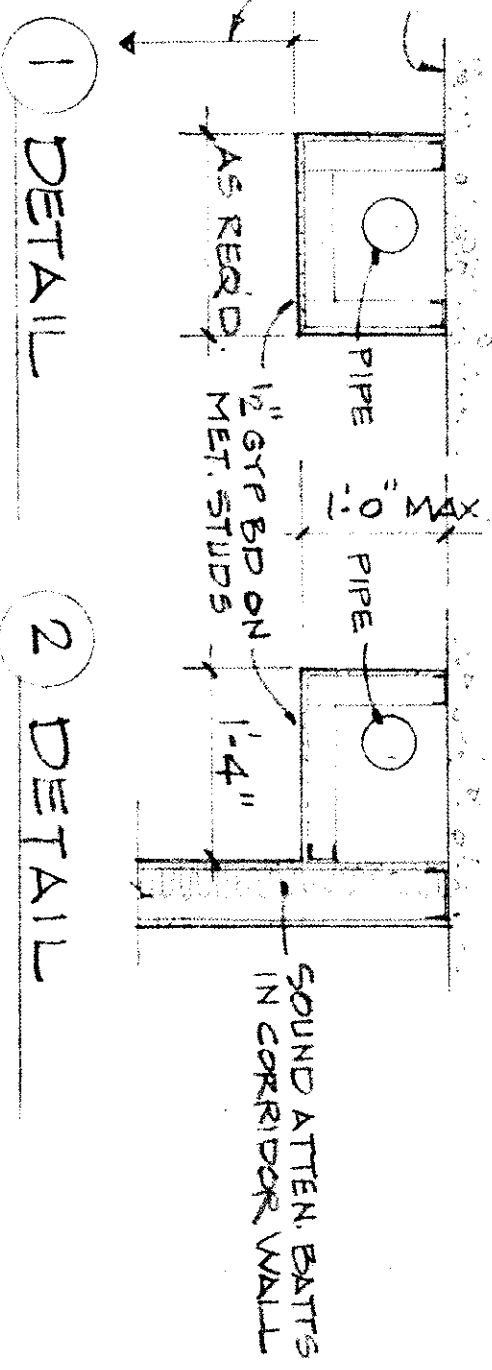 PIPE
1'-0" MAX
PIPE
AS REQ'D.
1/2" GYP BD ON
MET. STUDS
1'-4"
SOUND ATTEN. BATTS
IN CORRIDOR WALL
1 DETAIL
2 DETAIL